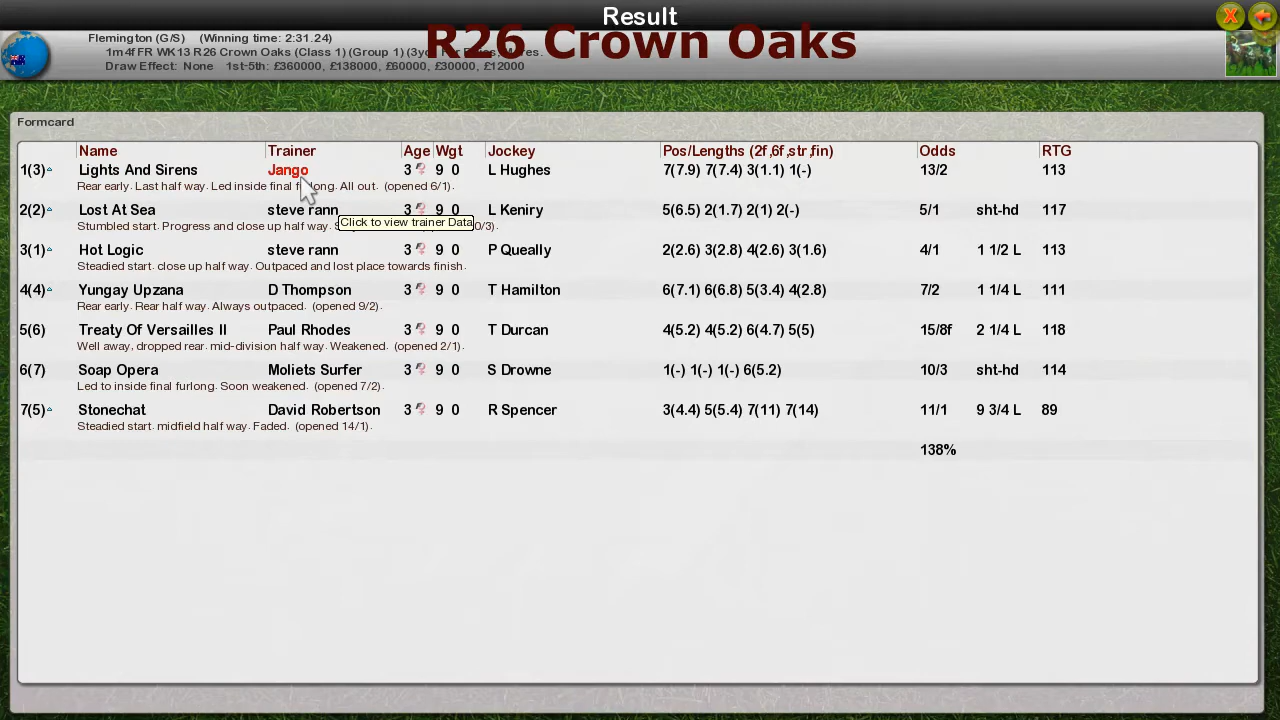 Result
R26 Crown Oaks
Flemington (G/S) (Winning time: 2:31.24)
1m4fFR WK13 R26 Crown Oaks (Class 1) (Group 1) (3yo
Draw Effect: None 1st-5th: £360000, £138000, £60000, £30000, £12000
Formcard
Name Trainer Age Wgt Jockey Pos/Lengths (2f,6f,str,fin) Odds RTG
1(3) Lights And Sirens Jango 3 9 0 L Hughes 7(7.9) 7(7.4) 3(1.1) 1(-) 13/2 113
Rear early. Last half way. Led inside final furlong. All out. (opened 6/1).
2(2) Lost At Sea steve rann 3 9 0 L Keniry 5(6.5) 2(1.7) 2(1) 2(-) 5/1 sht-hd 117
Stumbled start. Progress and close up half way.
Click to view trainer Data
3(1) Hot Logic steve rann 3 9 0 P Queally 2(2.6) 3(2.8) 4(2.6) 3(1.6) 4/1 1 1/2 L 113
Steadied start. close up half way. Outpaced and lost place towards finish.
4(4) Yungay Upzana D Thompson 3 9 0 T Hamilton 6(7.1) 6(6.8) 5(3.4) 4(2.8) 7/2 1 1/4 L 111
Rear early. Rear half way. Always outpaced. (opened 9/2).
5(6) Treaty Of Versailles II Paul Rhodes 3 9 0 T Durcan 4(5.2) 4(5.2) 6(4.7) 5(5) 15/8f 2 1/4 L 118
Well away, dropped rear. mid-division half way. Weakened. (opened 2/1).
6(7) Soap Opera Moliets Surfer 3 9 0 S Drowne 1(-) 1(-) 1(-) 6(5.2) 10/3 sht-hd 114
Led to inside final furlong. Soon weakened. (opened 7/2).
7(5) Stonechat David Robertson 3 9 0 R Spencer 3(4.4) 5(5.4) 7(11) 7(14) 11/1 9 3/4 L 89
Steadied start. midfield half way. Faded. (opened 14/1).
138%